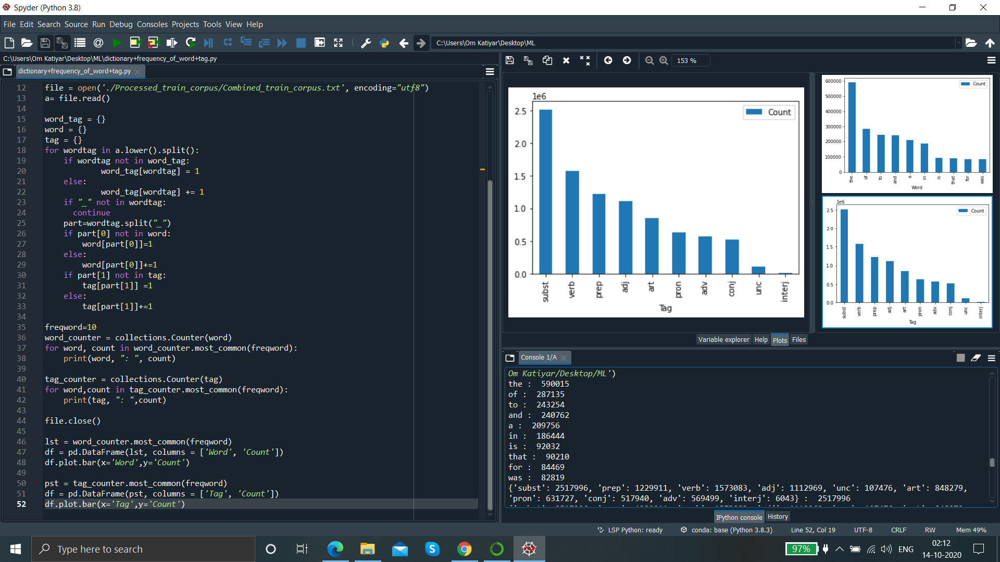 Spyder (Python 3.8)
File Edit Search Source Run Debug Consoles Projects Tools View Help
C:\Users\Om Katiyar\Desktop\ML
C:\Users\Om Katiyar\Desktop\ML\dictionary+frequency_of_word+tag.py
dictionary+frequency_of_word+tag.py
12 file = open('./Processed_train_corpus/Combined_train_corpus.txt', encoding="utf8")
13 a= file.read()
14
15 word_tag = {}
16 word = {}
17 tag = {}
18 for wordtag in a.lower().split():
19     if wordtag not in word_tag:
20             word_tag[wordtag] = 1
21     else:
22             word_tag[wordtag] += 1
23     if "_" not in wordtag:
24       continue
25     part=wordtag.split("_")
26     if part[0] not in word:
27         word[part[0]]=1
28     else:
29         word[part[0]]+=1
30     if part[1] not in tag:
31         tag[part[1]] =1
32     else:
33         tag[part[1]]+=1
34
35 freqword=10
36 word_counter = collections.Counter(word)
37 for word, count in word_counter.most_common(freqword):
38     print(word, ": ", count)
39
40 tag_counter = collections.Counter(tag)
41 for word,count in tag_counter.most_common(freqword):
42     print(tag, ": ",count)
43
44 file.close()
45
46 lst = word_counter.most_common(freqword)
47 df = pd.DataFrame(lst, columns = ['Word', 'Count'])
48 df.plot.bar(x='Word',y='Count')
49
50 pst = tag_counter.most_common(freqword)
51 df = pd.DataFrame(pst, columns = ['Tag', 'Count'])
52 df.plot.bar(x='Tag',y='Count')
153 %
1e6
Count
2.5
2.0
1.5
1.0
0.5
0.0
subst verb prep adj art pron adv conj unc interj
Tag
600000
Count
500000
400000
300000
200000
100000
0
the of to and a in is that for was
Word
1e6
Count
2.5
2.0
1.5
1.0
0.5
0.0
subst verb prep adj art pron adv conj unc interj
Tag
Variable explorer Help Plots Files
Console 1/A
Om Katiyar/Desktop/ML')
the :  590015
of :  287135
to :  243254
and :  240762
a :  209756
in :  186444
is :  92032
that :  90210
for :  84469
was :  82819
{'subst': 2517996, 'prep': 1229911, 'verb': 1573083, 'adj': 1112969, 'unc': 107476, 'art': 848279,
'pron': 631727, 'conj': 517940, 'adv': 569499, 'interj': 6043} :  2517996
IPython console History
LSP Python: ready conda: base (Python 3.8.3) Line 52, Col 19 UTF-8 CRLF RW Mem 49%
Type here to search
97% ENG
02:12
14-10-2020